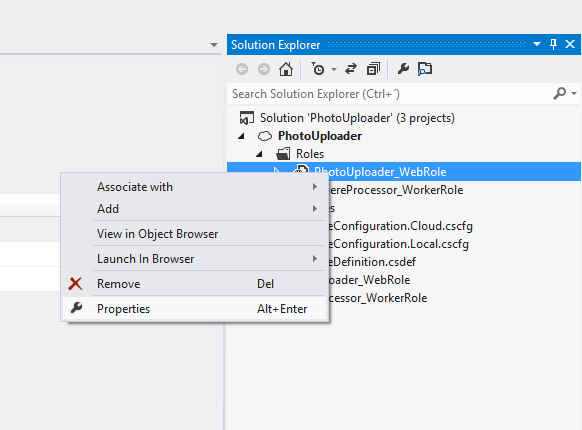 Solution Explorer
Search Solution Explorer (Ctrl+´)
Solution 'PhotoUploader' (3 projects)
PhotoUploader
Roles
PhotoUploader_WebRole
ereProcessor_WorkerRole
es
eConfiguration.Cloud.cscfg
eConfiguration.Local.cscfg
eDefinition.csdef
oader_WebRole
ocessor_WorkerRole
Associate with
Add
View in Object Browser
Launch In Browser
Remove Del
Properties Alt+Enter